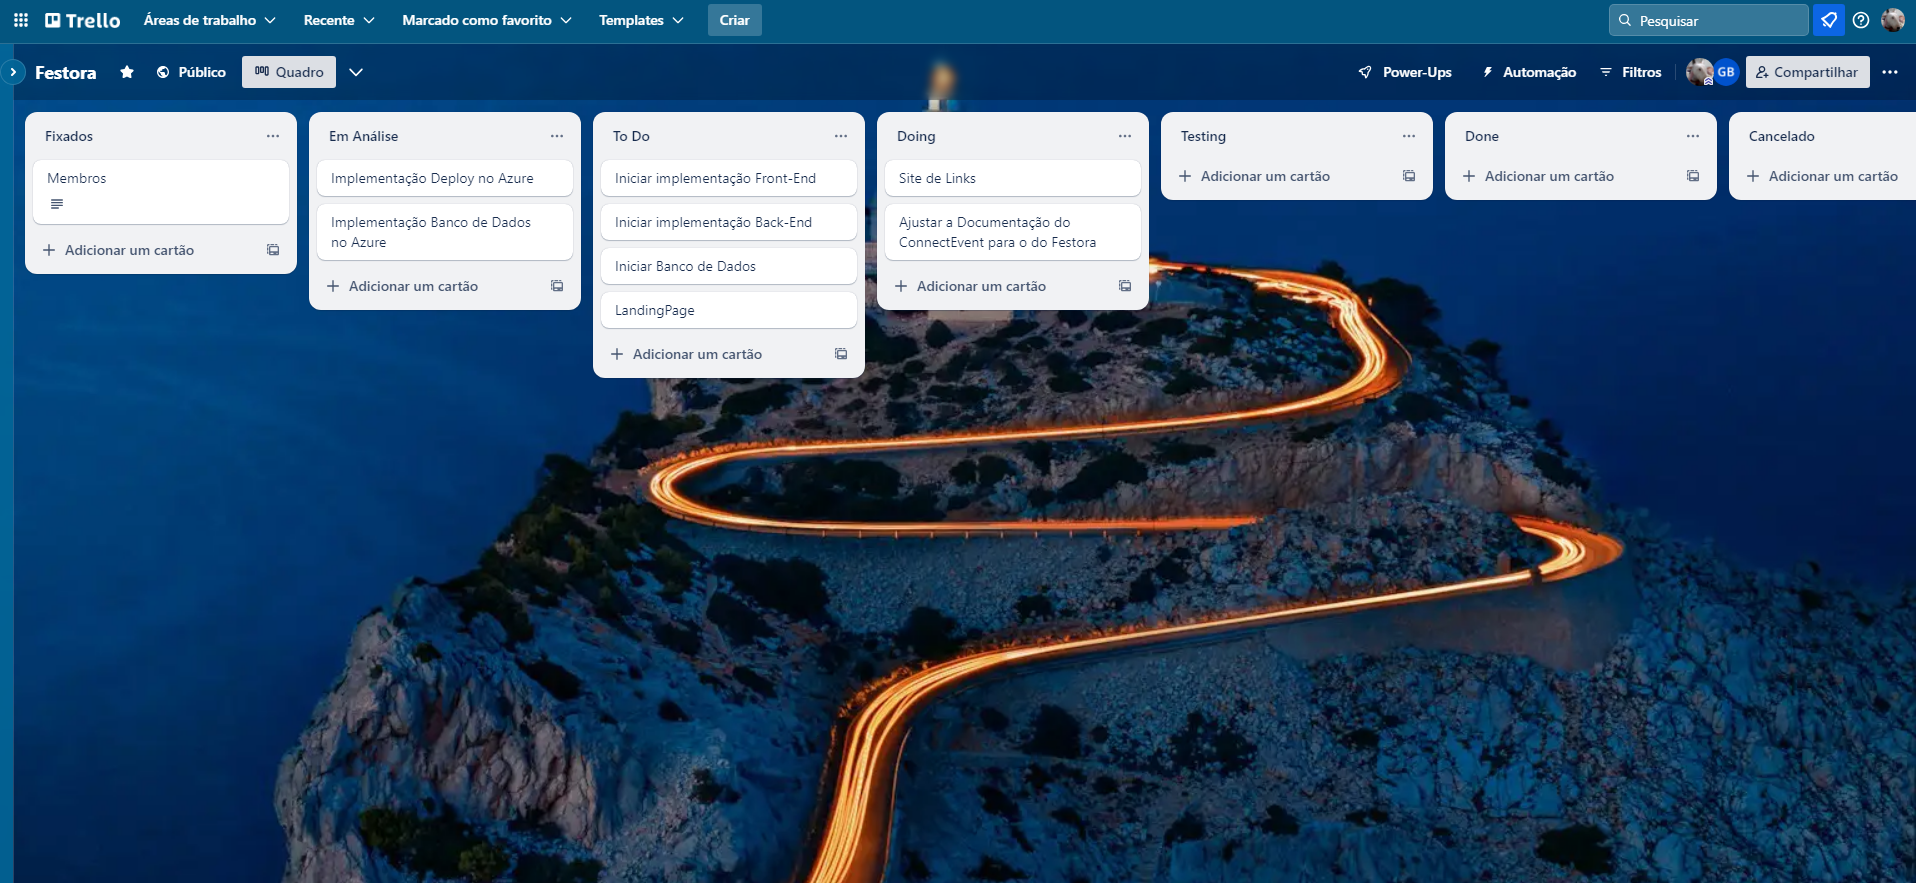 Trello
Áreas de trabalho
Recente
Marcado como favorito
Templates
Criar
Pesquisar
Festora
Público
Quadro
Power-Ups
Automação
Filtros
GB
Compartilhar
Fixados
Membros
Adicionar um cartão
Em Análise
Implementação Deploy no Azure
Implementação Banco de Dados
no Azure
Adicionar um cartão
To Do
Iniciar implementação Front-End
Iniciar implementação Back-End
Iniciar Banco de Dados
LandingPage
Adicionar um cartão
Doing
Site de Links
Ajustar a Documentação do
ConnectEvent para o do Festora
Adicionar um cartão
Testing
Adicionar um cartão
Done
Adicionar um cartão
Cancelado
Adicionar um cartão